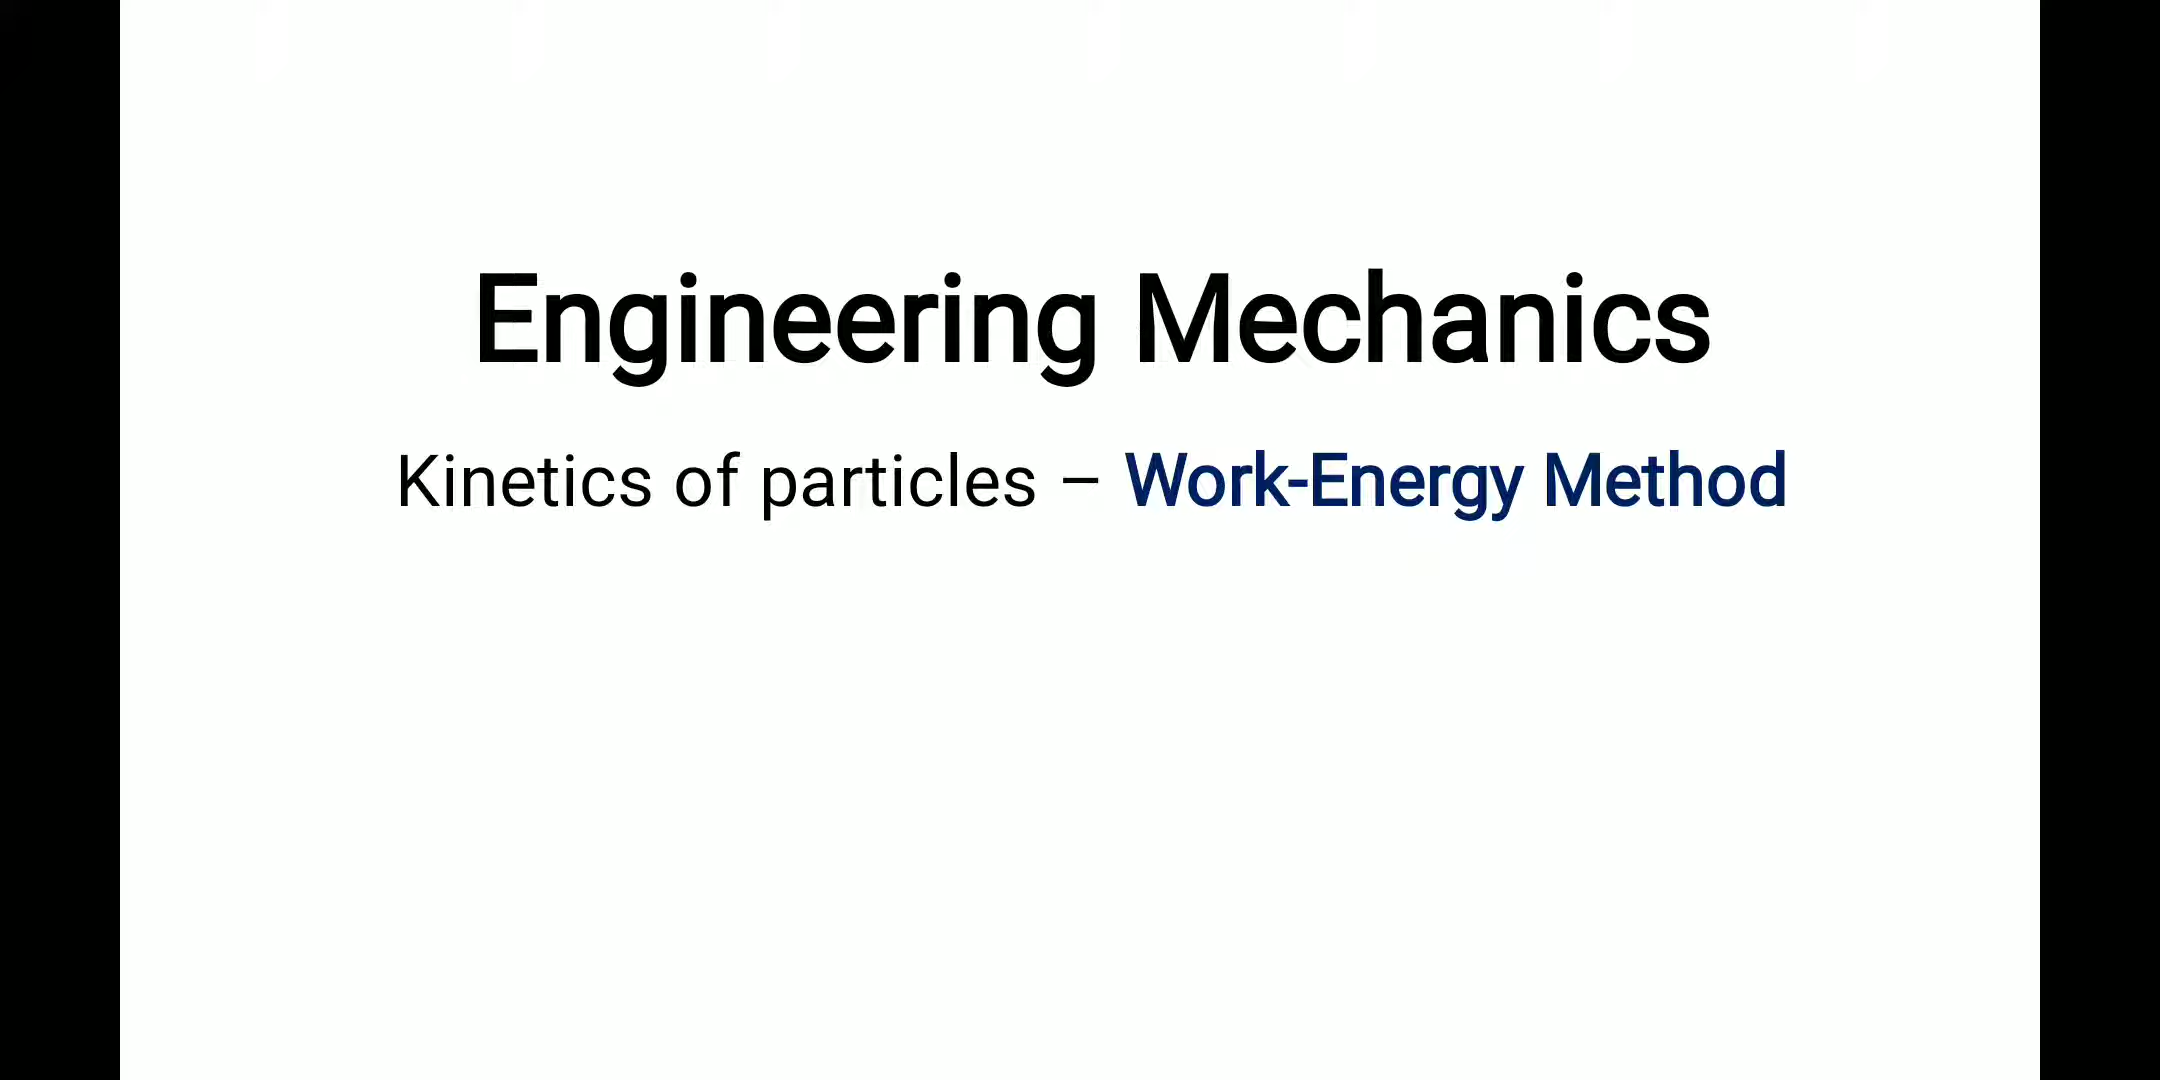 Engineering Mechanics
Kinetics of particles – Work-Energy Method